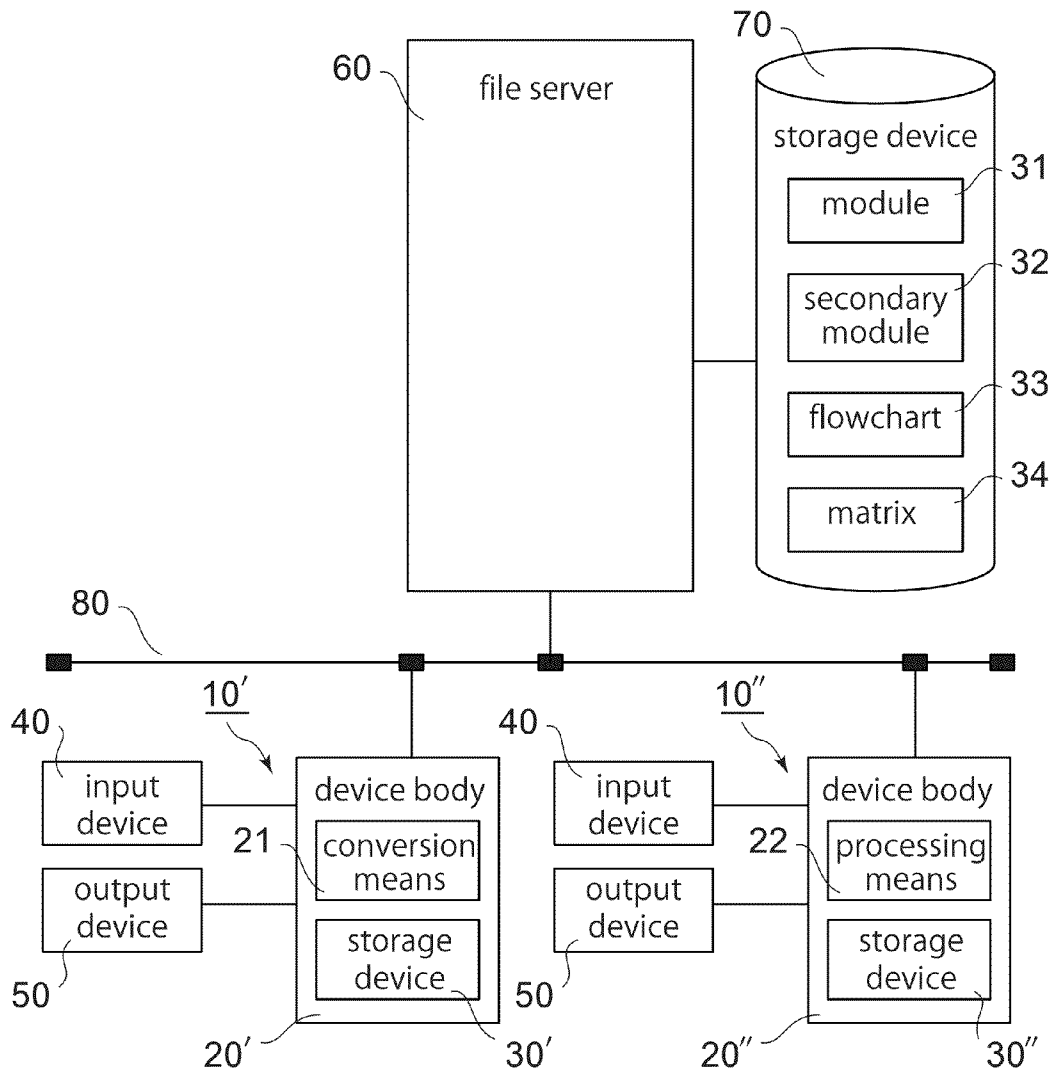 70
60
file server
storage device
31
module
32
secondary
module
33
flowchart
34
matrix
80
10′
10″
40
input
device
device body
40
input
device
device body
21
conversion
means
22
processing
means
output
device
storage
device
output
device
storage
device
50
20′
30′
50
20″
30″